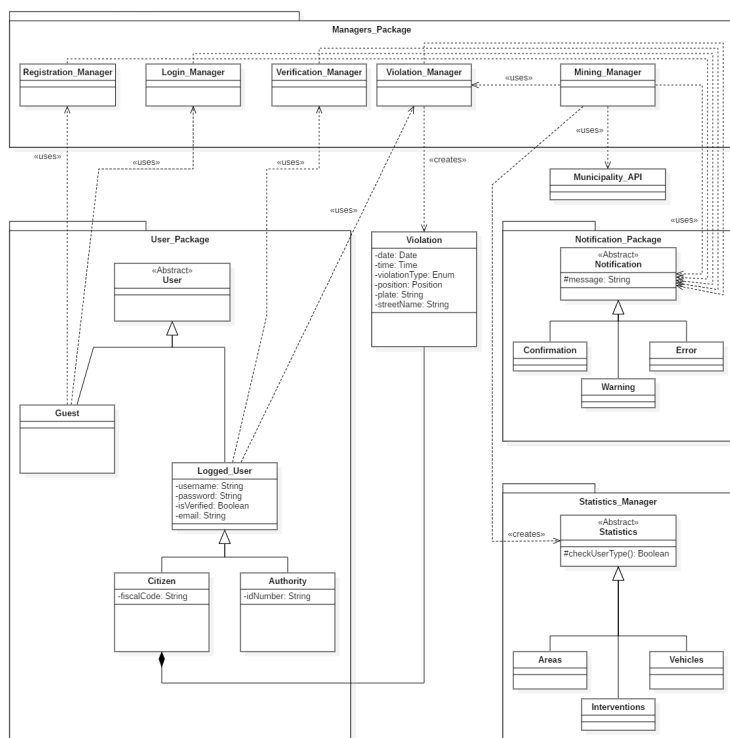 Managers_Package
Registration_Manager
Login_Manager
Verification_Manager
Violation_Manager
Mining_Manager
«uses»
«uses»
«uses»
«uses»
«uses»
«creates»
Municipality_API
«uses»
«uses»
User_Package
«Abstract»
User
Violation
-date: Date
-time: Time
-violationType: Enum
-position: Position
-plate: String
-streetName: String
Notification_Package
«Abstract»
Notification
#message: String
Confirmation
Error
Warning
Guest
Logged_User
-username: String
-password: String
-isVerified: Boolean
-email: String
Statistics_Manager
«Abstract»
Statistics
«creates»
#checkUserType(): Boolean
Citizen
-fiscalCode: String
Authority
-idNumber: String
Areas
Vehicles
Interventions